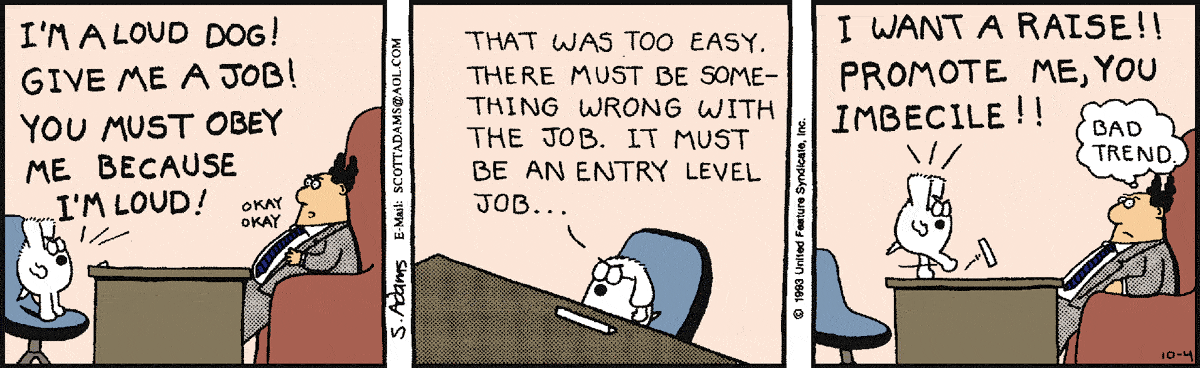 I'M A LOUD DOG!
GIVE ME A JOB!
YOU MUST OBEY
ME BECAUSE
I'M LOUD!
OKAY
OKAY
S. Adams E-Mail: SCOTTADAMS@AOL.COM
THAT WAS TOO EASY.
THERE MUST BE SOME-
THING WRONG WITH
THE JOB. IT MUST
BE AN ENTRY LEVEL
JOB...
© 1993 United Feature Syndicate, Inc.
I WANT A RAISE!!
PROMOTE ME, YOU
IMBECILE!!
BAD
TREND.
10-4